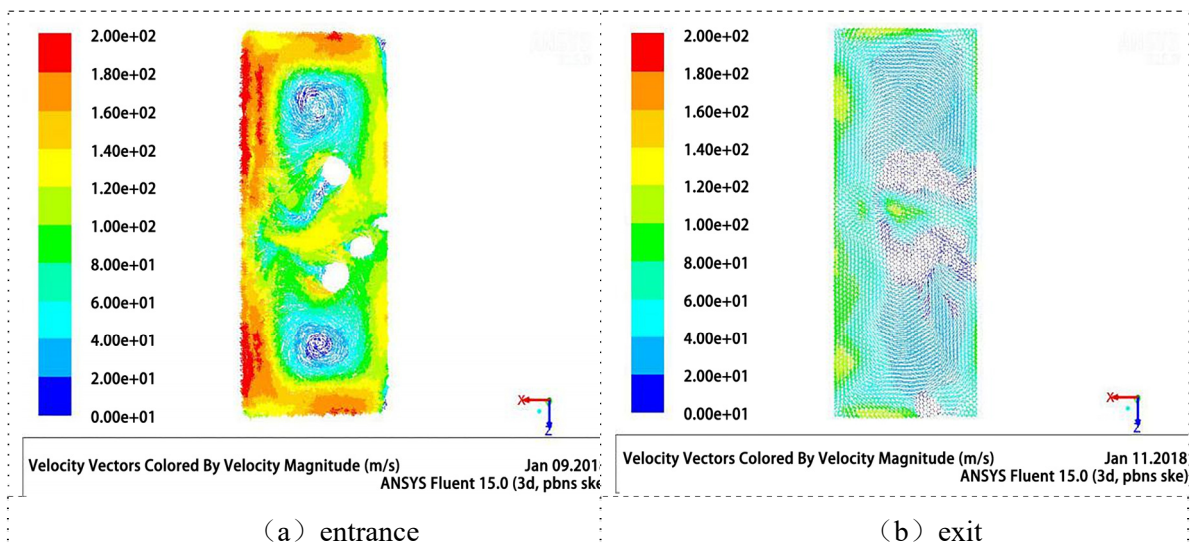 2.00e+02
1.80e+02
1.60e+02
1.40e+02
1.20e+02
1.00e+02
8.00e+01
6.00e+01
4.00e+01
2.00e+01
0.00e+01
X
Z
Velocity Vectors Colored By Velocity Magnitude (m/s)
Jan 09.201
ANSYS Fluent 15.0 (3d, pbns ske
（a）entrance
2.00e+02
1.80e+02
1.60e+02
1.40e+02
1.20e+02
1.00e+02
8.00e+01
6.00e+01
4.00e+01
2.00e+01
0.00e+01
X
Z
Velocity Vectors Colored By Velocity Magnitude (m/s)
Jan 11.2018
ANSYS Fluent 15.0 (3d, pbns ske)
（b）exit